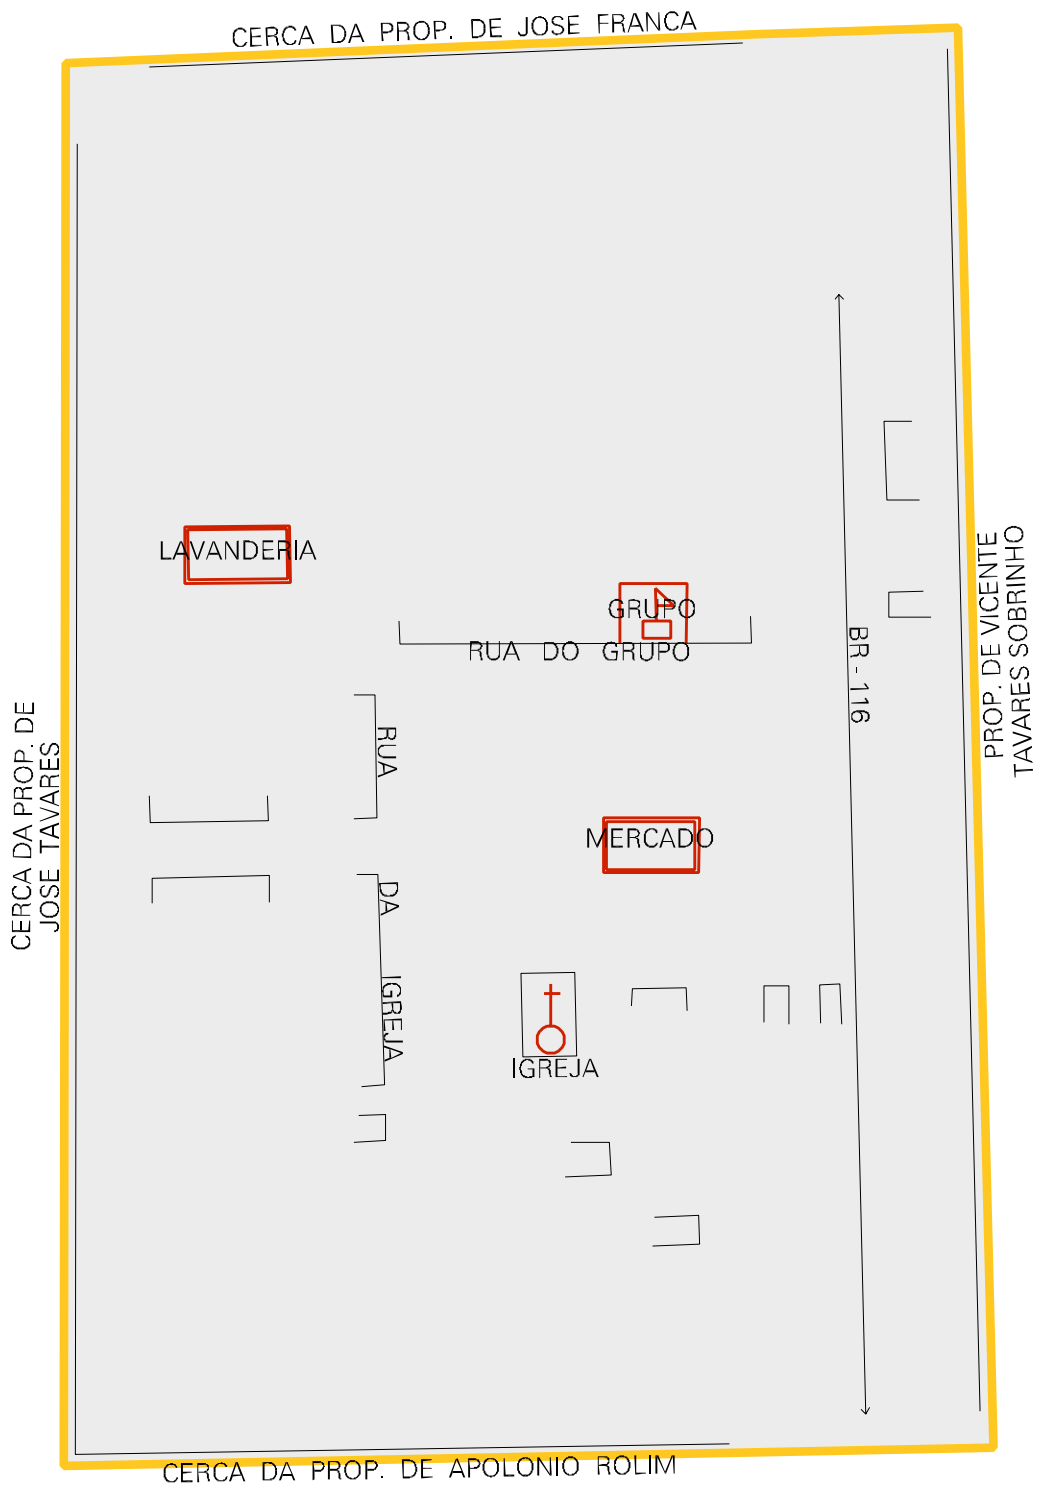 CERCA DA PROP. DE JOSE FRANCA
LAVANDERIA
GRUPO
RUA DO GRUPO
BR - 116
PROP. DE VICENTE
TAVARES SOBRINHO
CERCA DA PROP. DE
JOSE TAVARES
RUA DA IGREJA
MERCADO
IGREJA
CERCA DA PROP. DE APOLONIO ROLIM